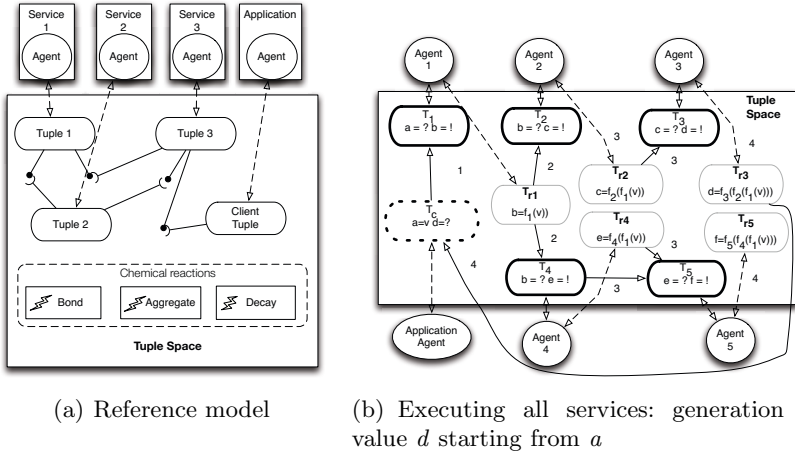 Service
1
Agent
Service
2
Agent
Service
3
Agent
Application
Agent
Tuple 1
Tuple 3
Tuple 2
Client
Tuple
Chemical reactions
Bond
Aggregate
Decay
Tuple Space
(a) Reference model
Agent
1
Agent
2
Agent
3
Tuple
Space
T1
a = ? b = !
T2
b = ? c = !
T3
c = ? d = !
3
4
1
2
3
Tr1
b=f1(v)
Tr2
c=f2(f1(v))
Tr3
d=f3(f2(f1(v)))
Tc
a=v d=?
Tr4
e=f4(f1(v))
Tr5
f=f5(f4(f1(v)))
2
3
4
4
T4
b = ? e = !
3
T5
e = ? f = !
Application
Agent
Agent
4
Agent
5
(b) Executing all services: generation
value d starting from a